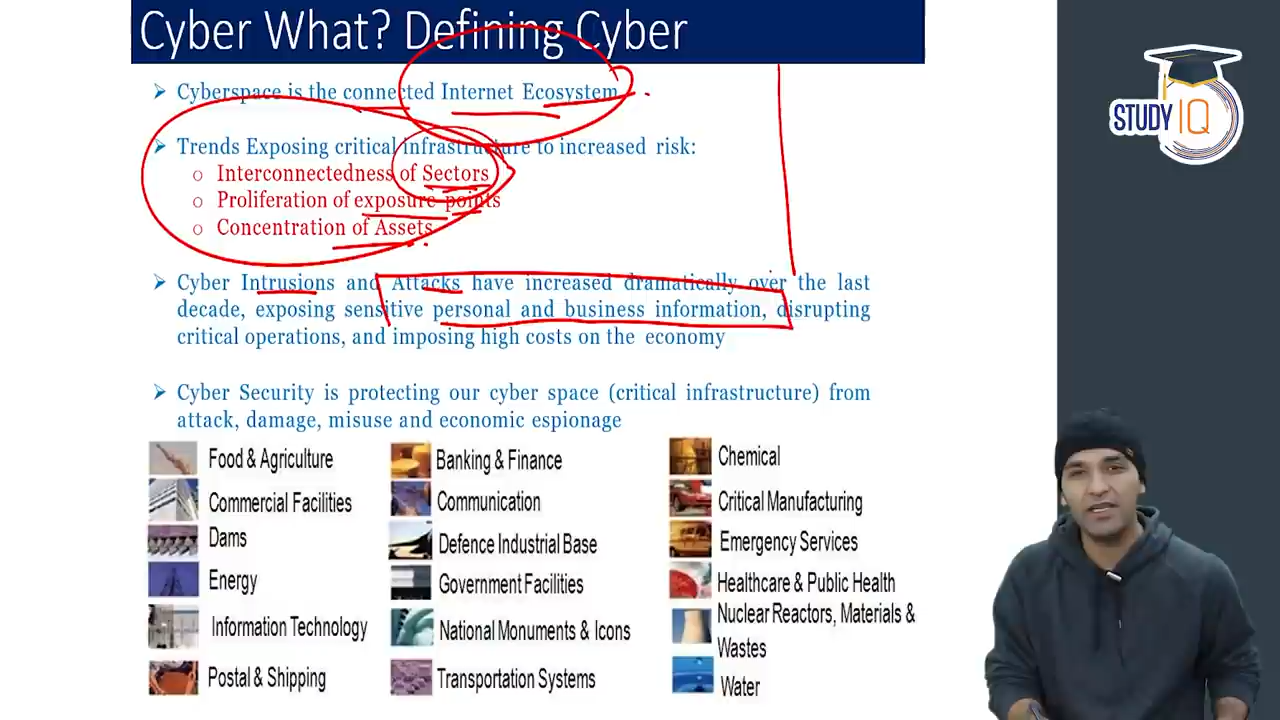 Cyber What? Defining Cyber
➢ Cyberspace is the connected Internet Ecosystem
➢ Trends Exposing critical infrastructure to increased risk:
○ Interconnectedness of Sectors
○ Proliferation of exposure points
○ Concentration of Assets
➢ Cyber Intrusions and Attacks have increased dramatically over the last
decade, exposing sensitive personal and business information, disrupting
critical operations, and imposing high costs on the economy
➢ Cyber Security is protecting our cyber space (critical infrastructure) from
attack, damage, misuse and economic espionage
Food & Agriculture
Commercial Facilities
Dams
Energy
Information Technology
Postal & Shipping
Banking & Finance
Communication
Defence Industrial Base
Government Facilities
National Monuments & Icons
Transportation Systems
Chemical
Critical Manufacturing
Emergency Services
Healthcare & Public Health
Nuclear Reactors, Materials &
Wastes
Water
STUDY IQ